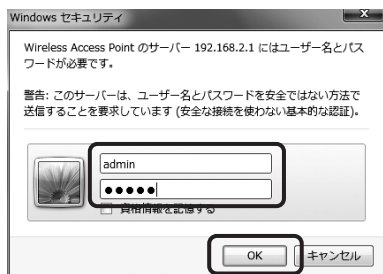 Windows セキュリティ
Wireless Access Point のサーバー 192.168.2.1 にはユーザー名とパス
ワードが必要です。
警告: このサーバーは、ユーザー名とパスワードを安全ではない方法で
送信することを要求しています (安全な接続を使わない基本的な認証)。
admin
●●●●●
資格情報を記憶する
OK キャンセル